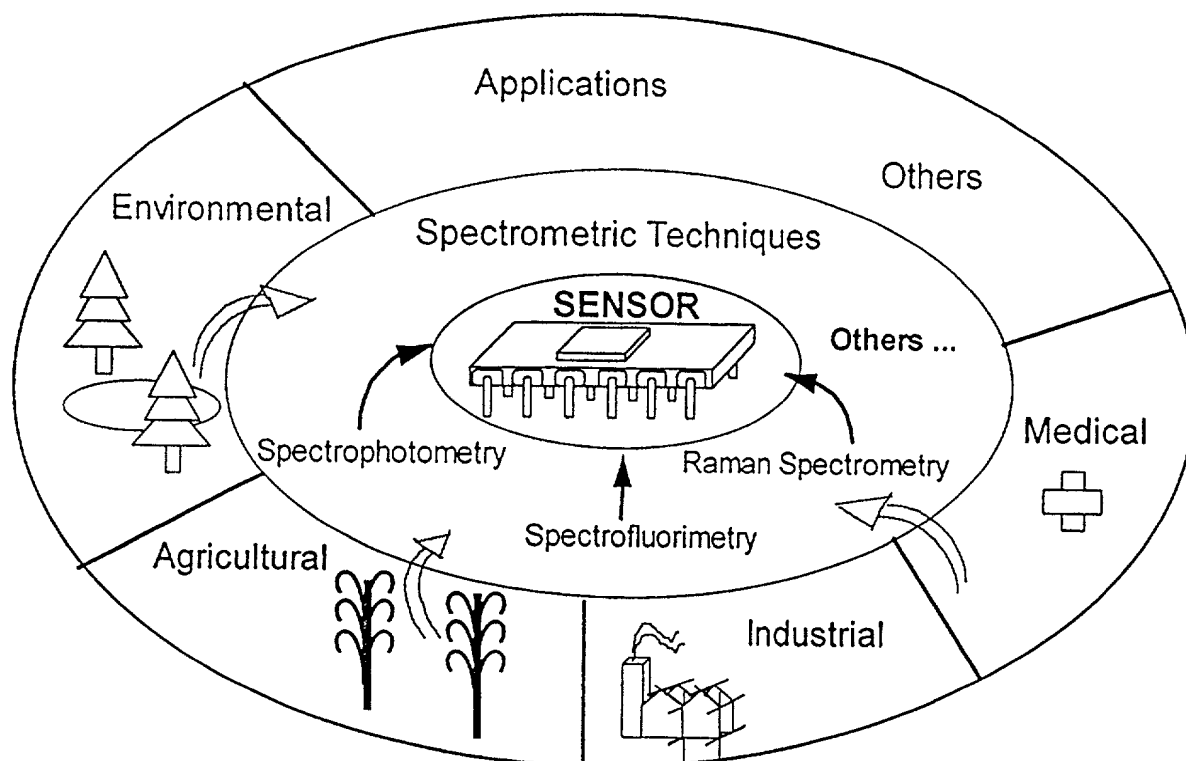 Applications
Others
Environmental
Spectrometric Techniques
SENSOR
Others ...
Spectrophotometry
Raman Spectrometry
Medical
Spectrofluorimetry
Agricultural
Industrial